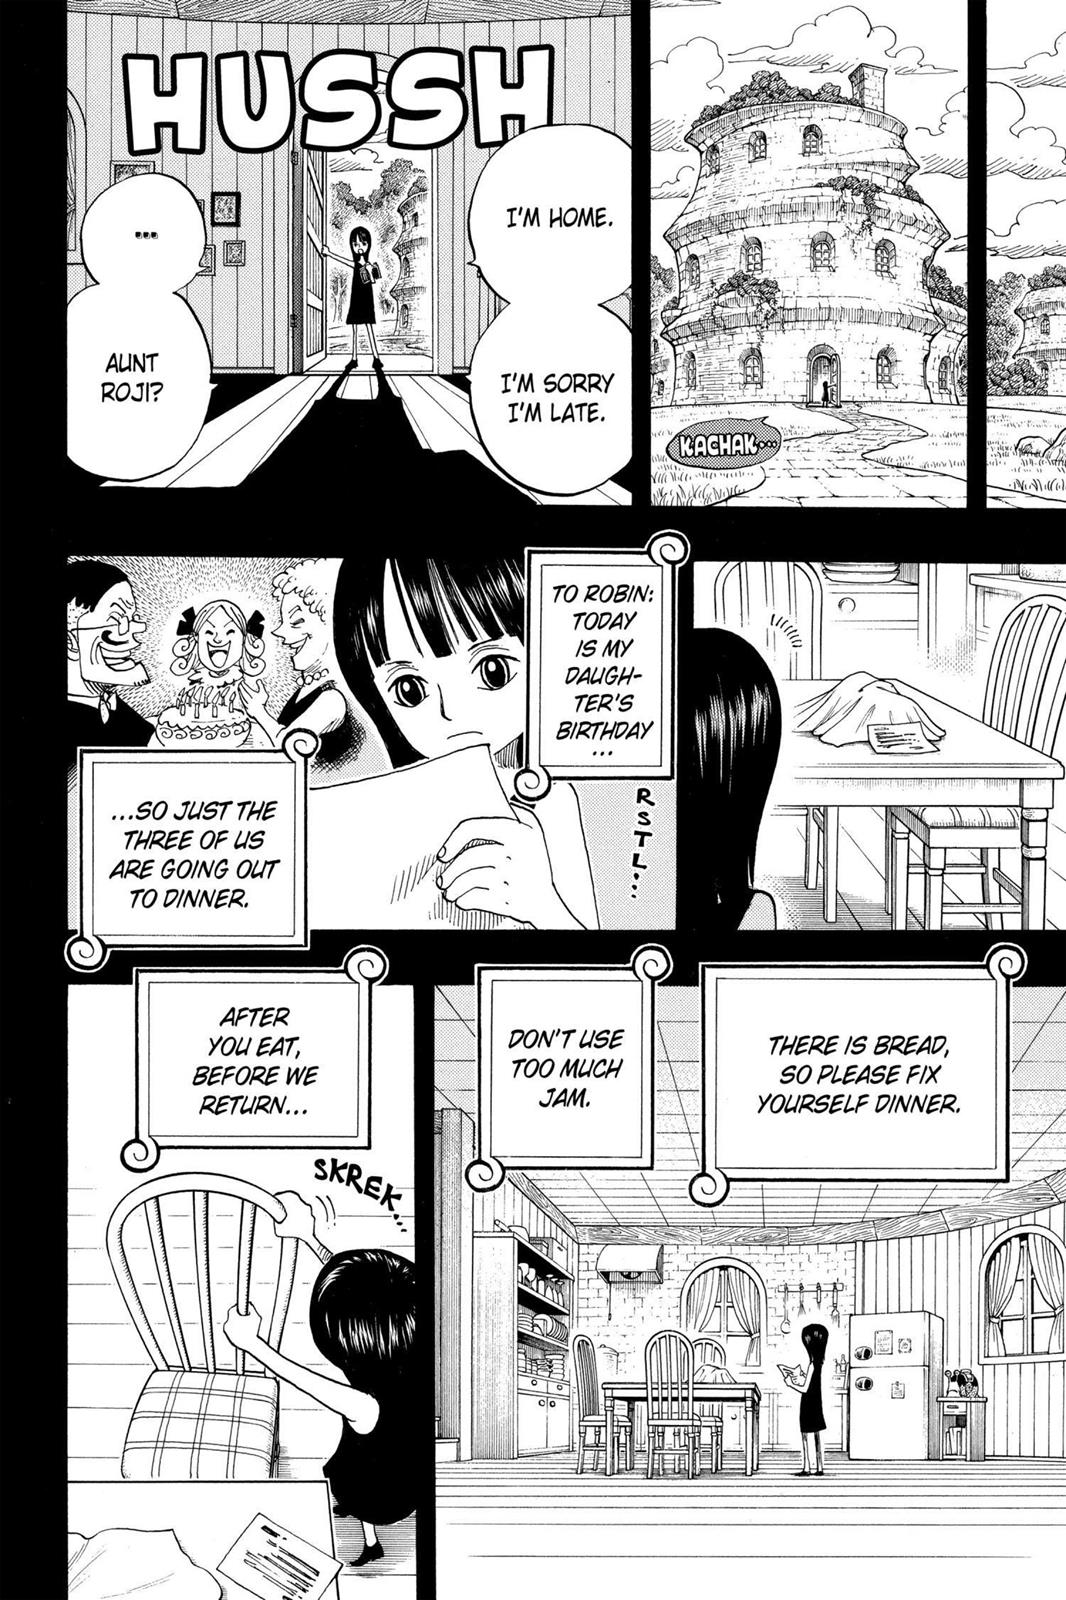 KACHAK...
HUSSH
I'M HOME.
I'M SORRY
I'M LATE.
...
AUNT
ROJI?
TO ROBIN:
TODAY
IS MY
DAUGH-
TER'S
BIRTHDAY
...
RSTL...
...SO JUST THE
THREE OF US
ARE GOING OUT
TO DINNER.
THERE IS BREAD,
SO PLEASE FIX
YOURSELF DINNER.
DON'T USE
TOO MUCH
JAM.
AFTER
YOU EAT,
BEFORE WE
RETURN...
SKREK...